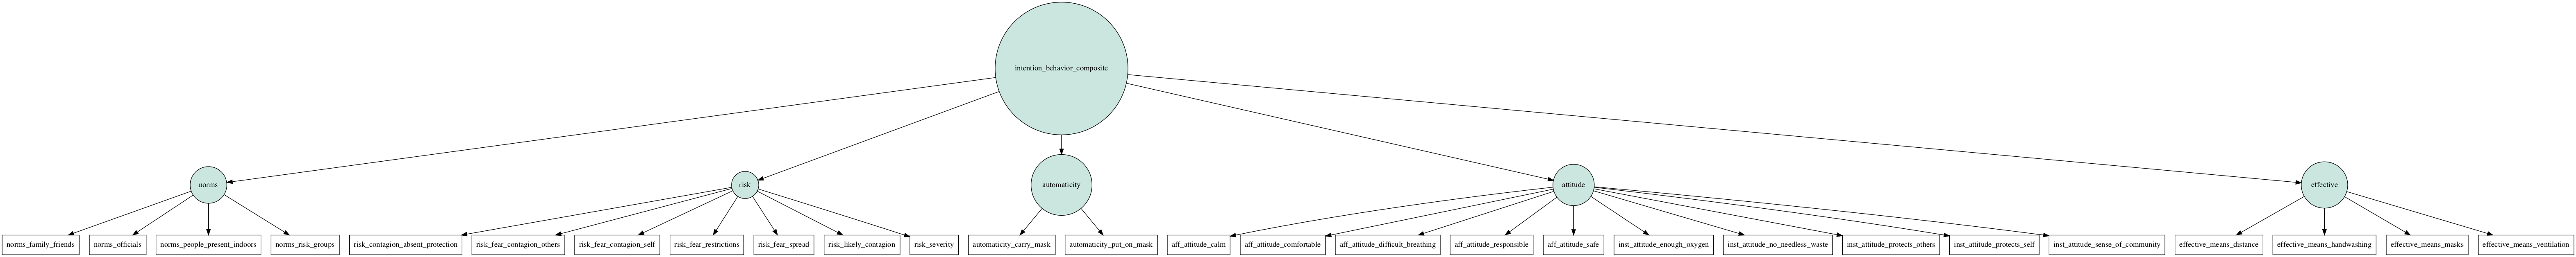 intention_behavior_composite
norms
risk
automaticity
attitude
effective
norms_family_friends
norms_officials
norms_people_present_indoors
norms_risk_groups
risk_contagion_absent_protection
risk_fear_contagion_others
risk_fear_contagion_self
risk_fear_restrictions
risk_fear_spread
risk_likely_contagion
risk_severity
automaticity_carry_mask
automaticity_put_on_mask
aff_attitude_calm
aff_attitude_comfortable
aff_attitude_difficult_breathing
aff_attitude_responsible
aff_attitude_safe
inst_attitude_enough_oxygen
inst_attitude_no_needless_waste
inst_attitude_protects_others
inst_attitude_protects_self
inst_attitude_sense_of_community
effective_means_distance
effective_means_handwashing
effective_means_masks
effective_means_ventilation